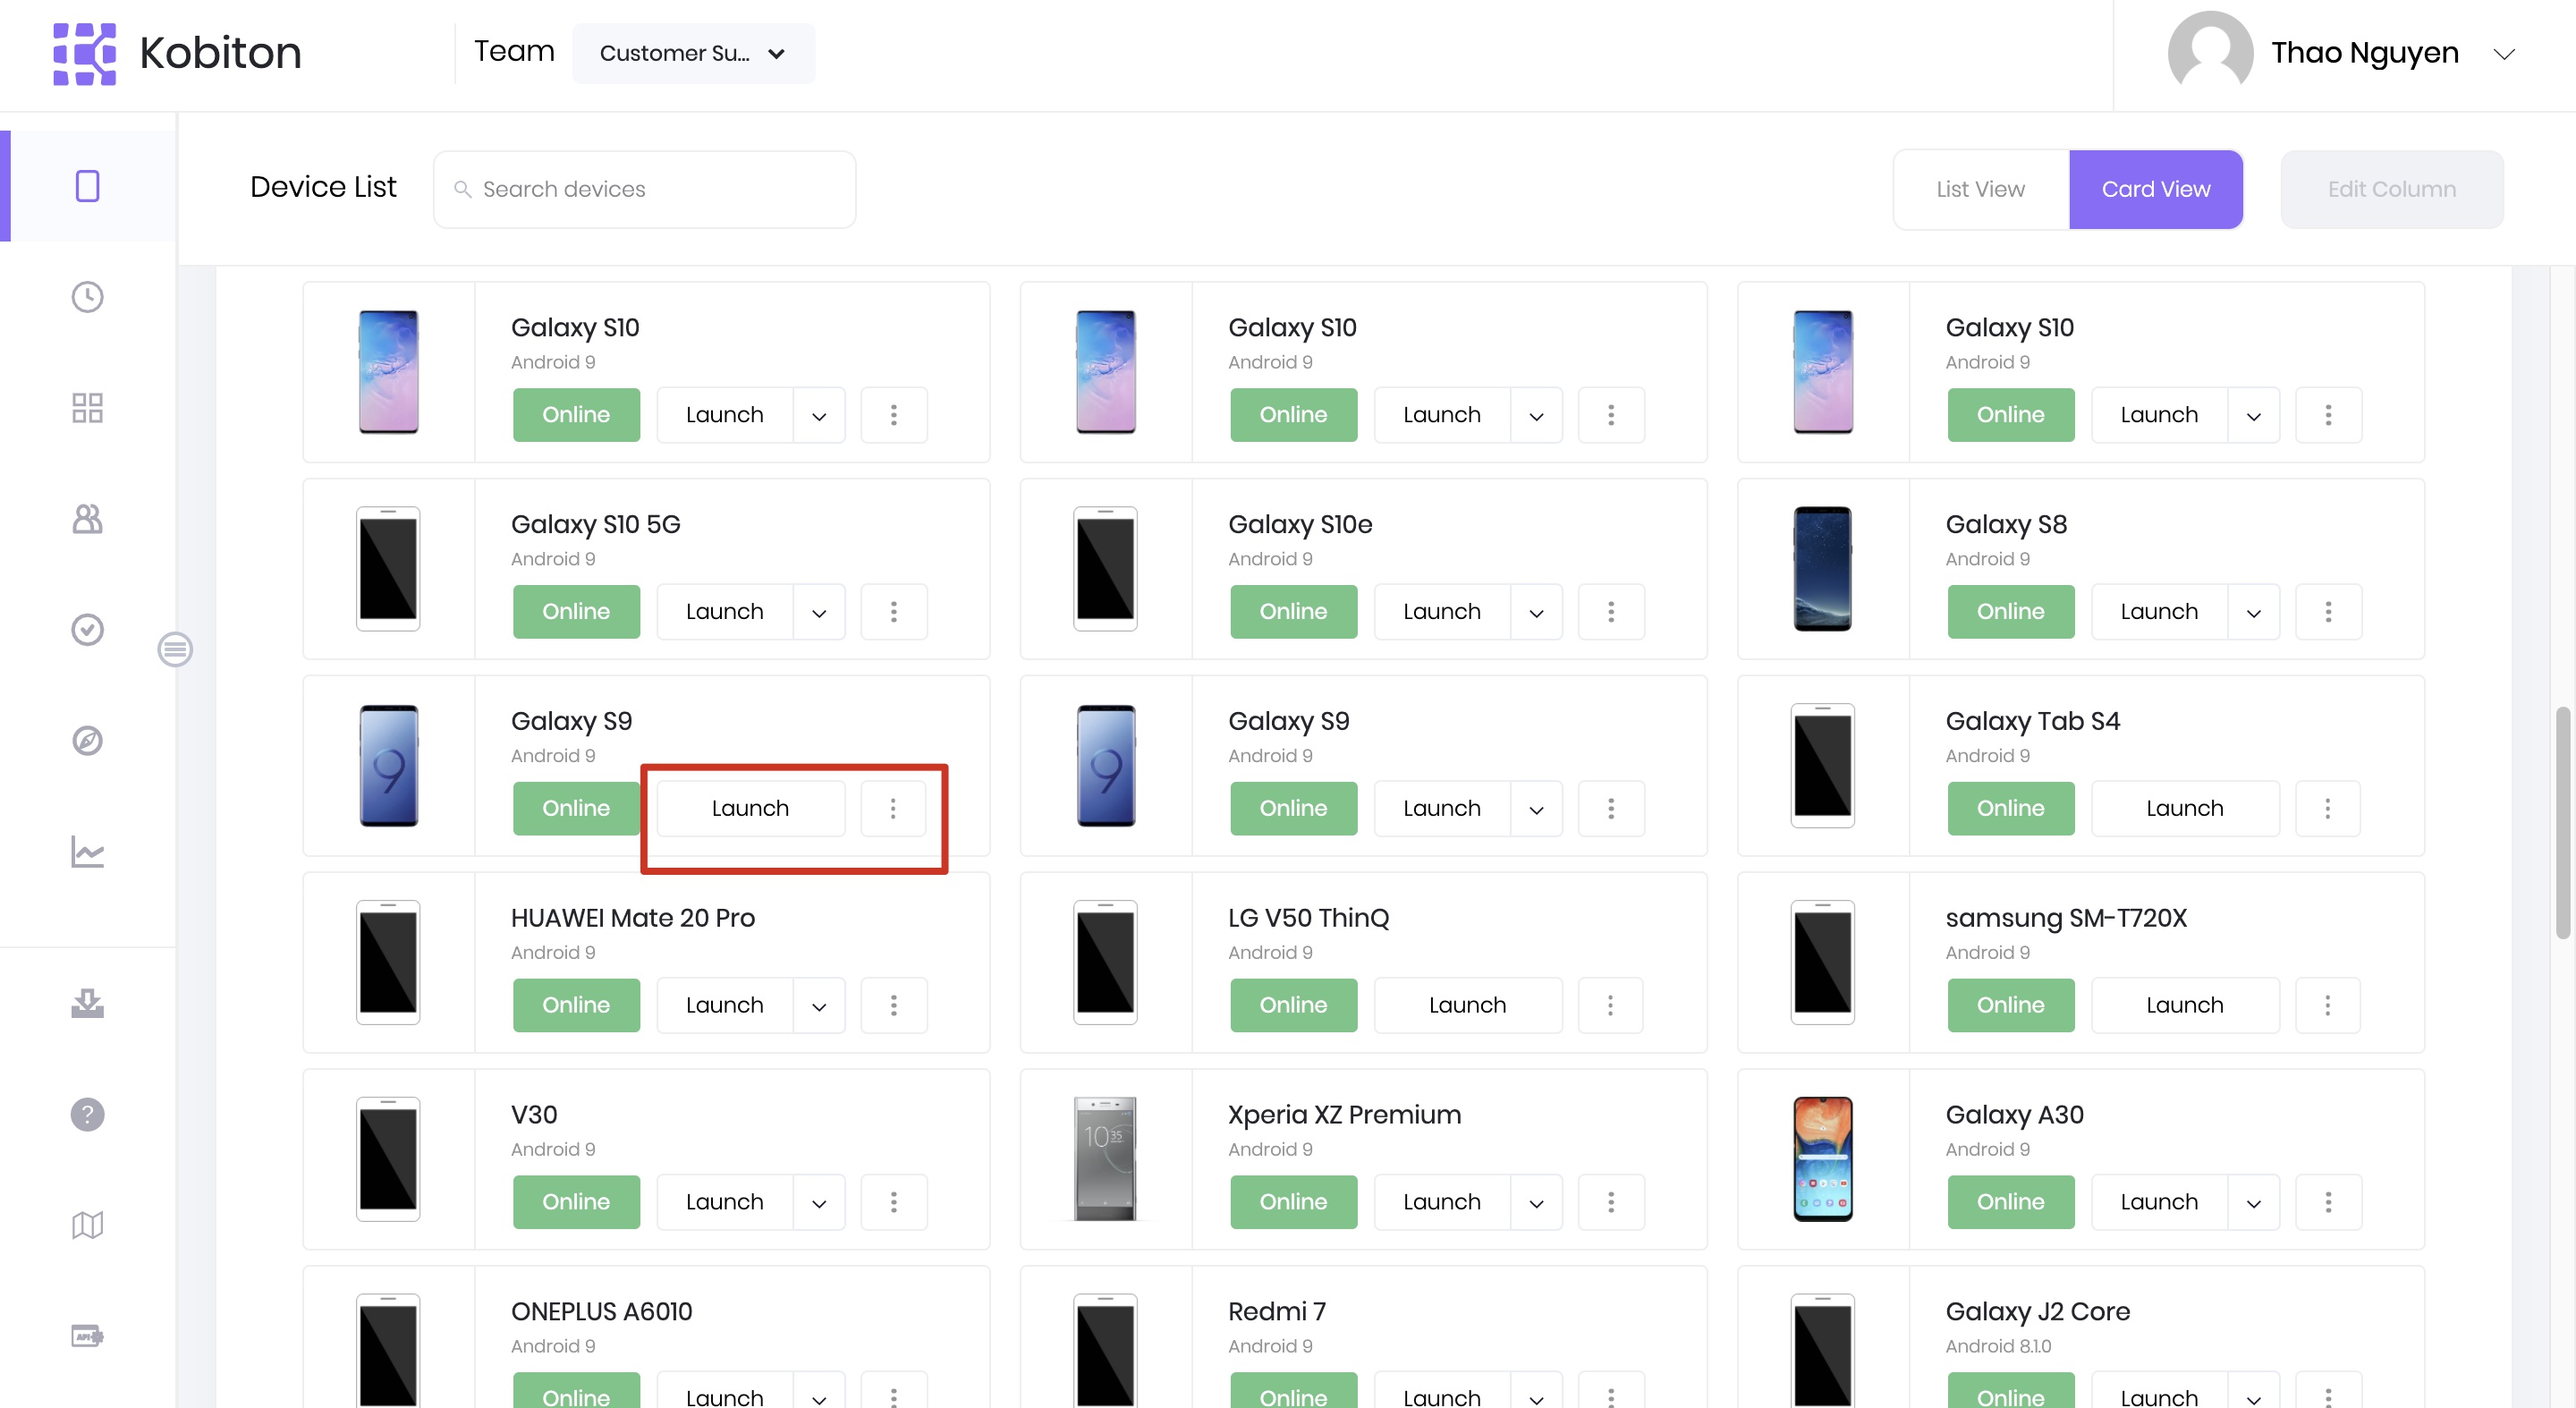 Kobiton
Team
Customer Su...
Thao Nguyen
Device List
Search devices
List View
Card View
Edit Column
Galaxy S10
Android 9
Online
Launch
Galaxy S10
Android 9
Online
Launch
Galaxy S10
Android 9
Online
Launch
Galaxy S10 5G
Android 9
Online
Launch
Galaxy S10e
Android 9
Online
Launch
Galaxy S8
Android 9
Online
Launch
9
Galaxy S9
Android 9
Online
Launch
9
Galaxy S9
Android 9
Online
Launch
Galaxy Tab S4
Android 9
Online
Launch
HUAWEI Mate 20 Pro
Android 9
Online
Launch
LG V50 ThinQ
Android 9
Online
Launch
samsung SM-T720X
Android 9
Online
Launch
V30
Android 9
Online
Launch
10 35
Xperia XZ Premium
Android 9
Online
Launch
Galaxy A30
Android 9
Online
Launch
?
API
ONEPLUS A6010
Android 9
Online
Launch
Redmi 7
Android 9
Online
Launch
Galaxy J2 Core
Android 8.1.0
Online
Launch